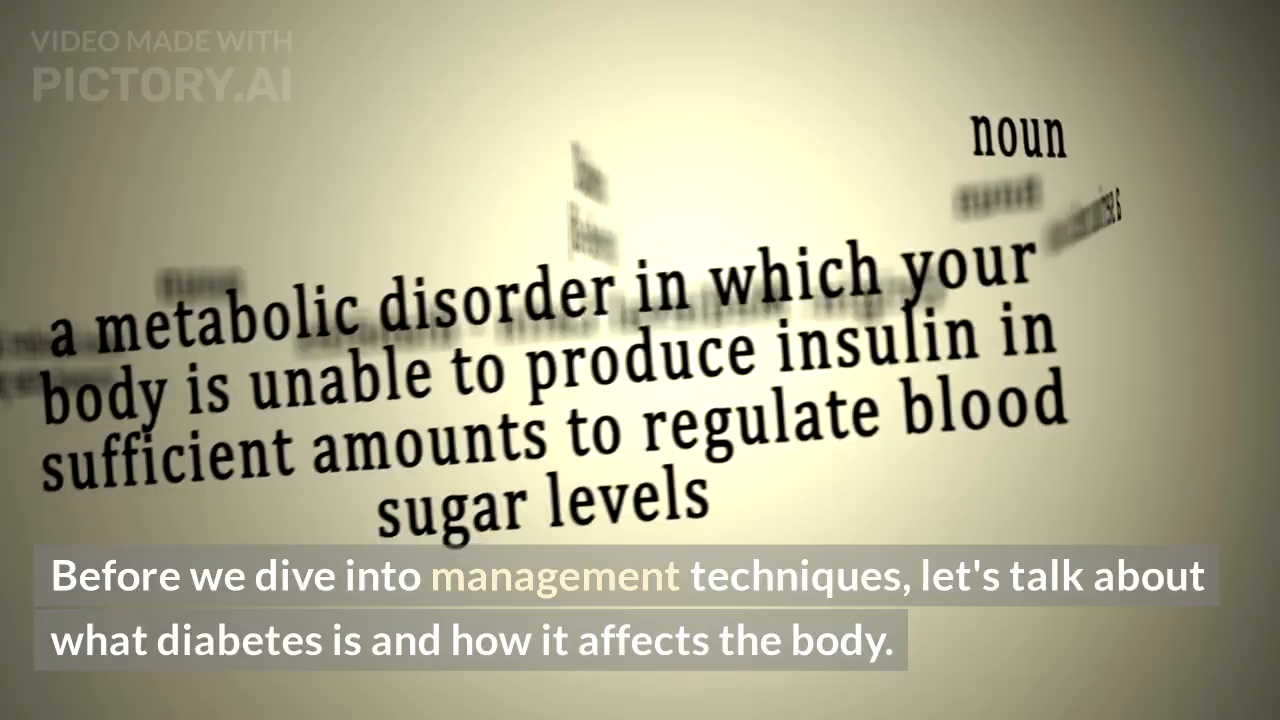 VIDEO MADE WITH
PICTORY.AI
noun
noun
noun
a metabolic disorder in which your
body is unable to produce insulin in
sufficient amounts to regulate blood
sugar levels
Before we dive into management techniques, let's talk about
what diabetes is and how it affects the body.